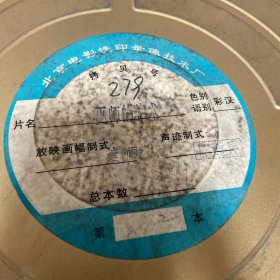 北京电影洗印录像技术厂
拷贝号
279
色别
语别 彩汉
片名
放映画幅制式
声迹制式
总本数
第 2 本